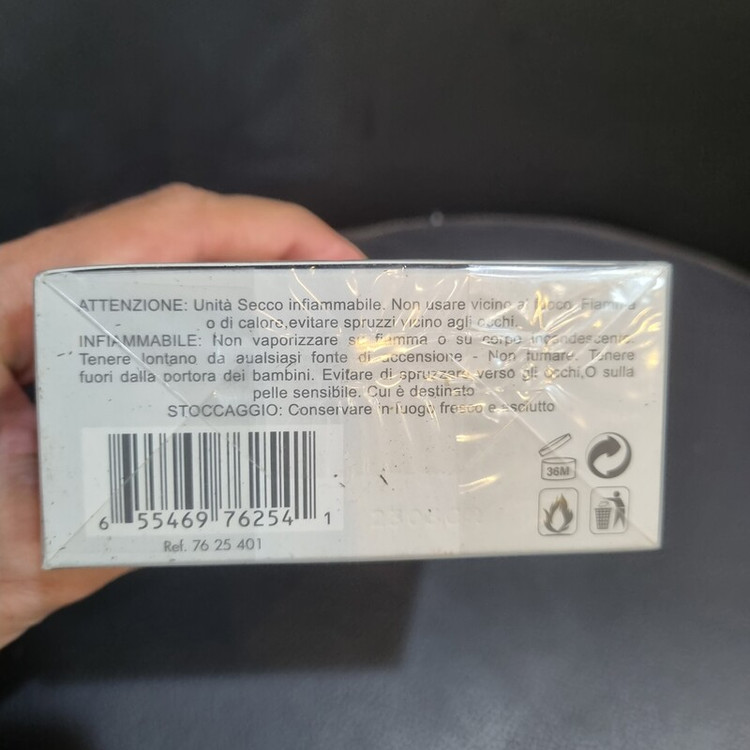 ATTENZIONE: Unità Secco infiammabile. Non usare vicino al fuoco. Fiamma
o di calore,evitare spruzzi vicino agli occhi.
INFIAMMABILE: Non vaporizzare su fiamma o su corpo incandescente.
Tenere lontano da aualsiasi fonte di accensione - Non fumare. Tenere
fuori dalla portora dei bambini. Evifare di spruzzare verso gli occhi,O sulla
pelle sensibile. Cui è destinato
STOCCAGGIO: Conservare in luogo fresco e asciutto
36M
6 55469 76254 1
Ref. 76 25 401